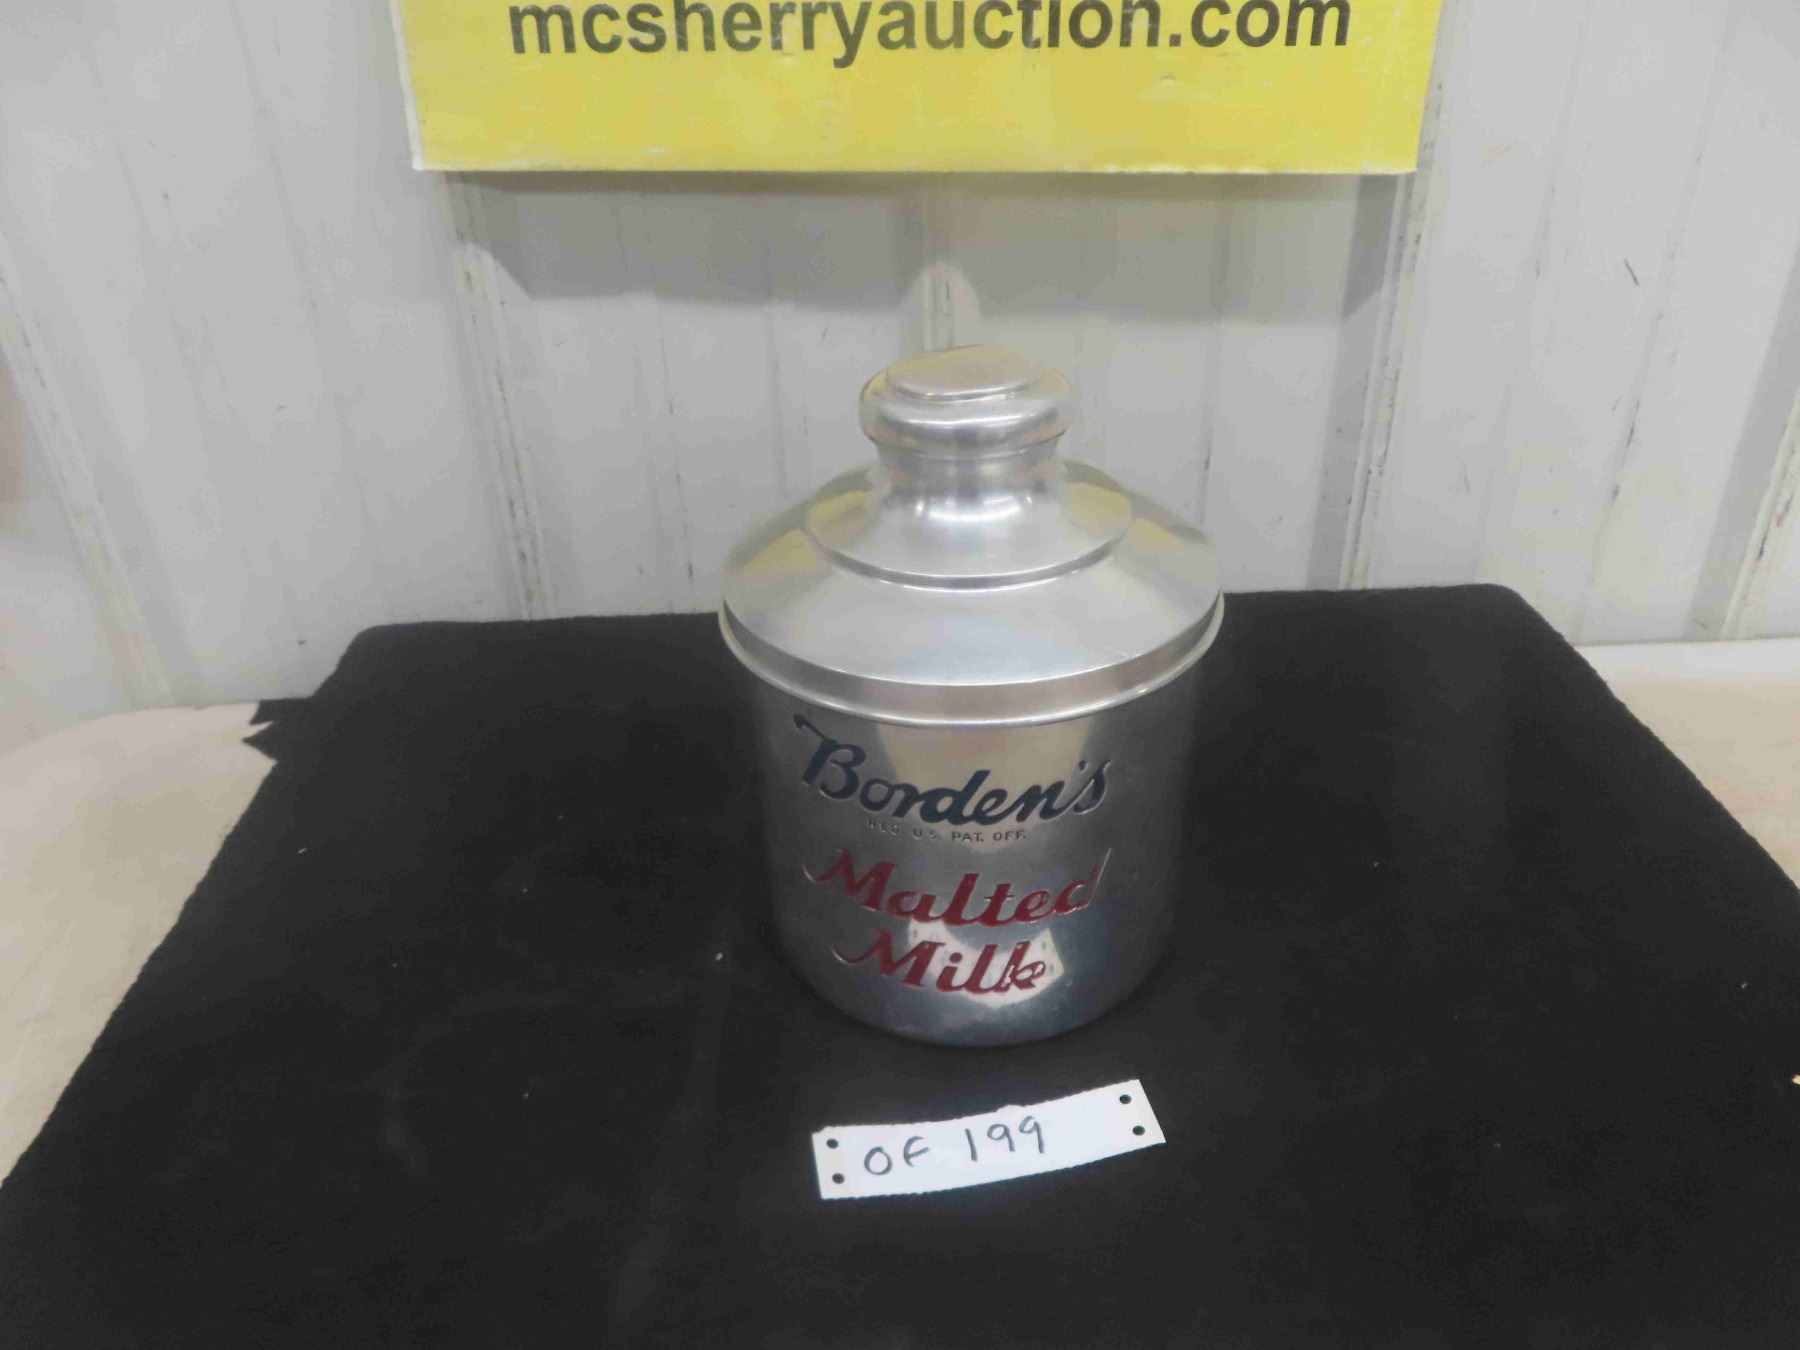 mcsherryauction.com
Borden's
REG. U.S. PAT. OFF.
Malted
Milk
OF 199